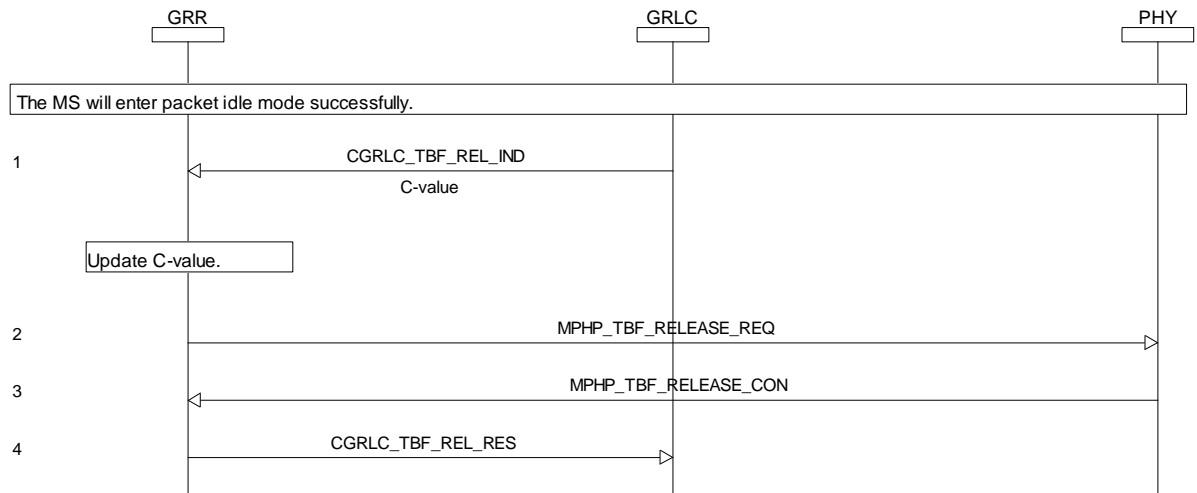 GRR GRLC PHY
The MS will enter packet idle mode successfully.
1 CGRLC_TBF_REL_IND
C-value
Update C-value.
2 MPHP_TBF_RELEASE_REQ
3 MPHP_TBF_RELEASE_CON
4 CGRLC_TBF_REL_RES